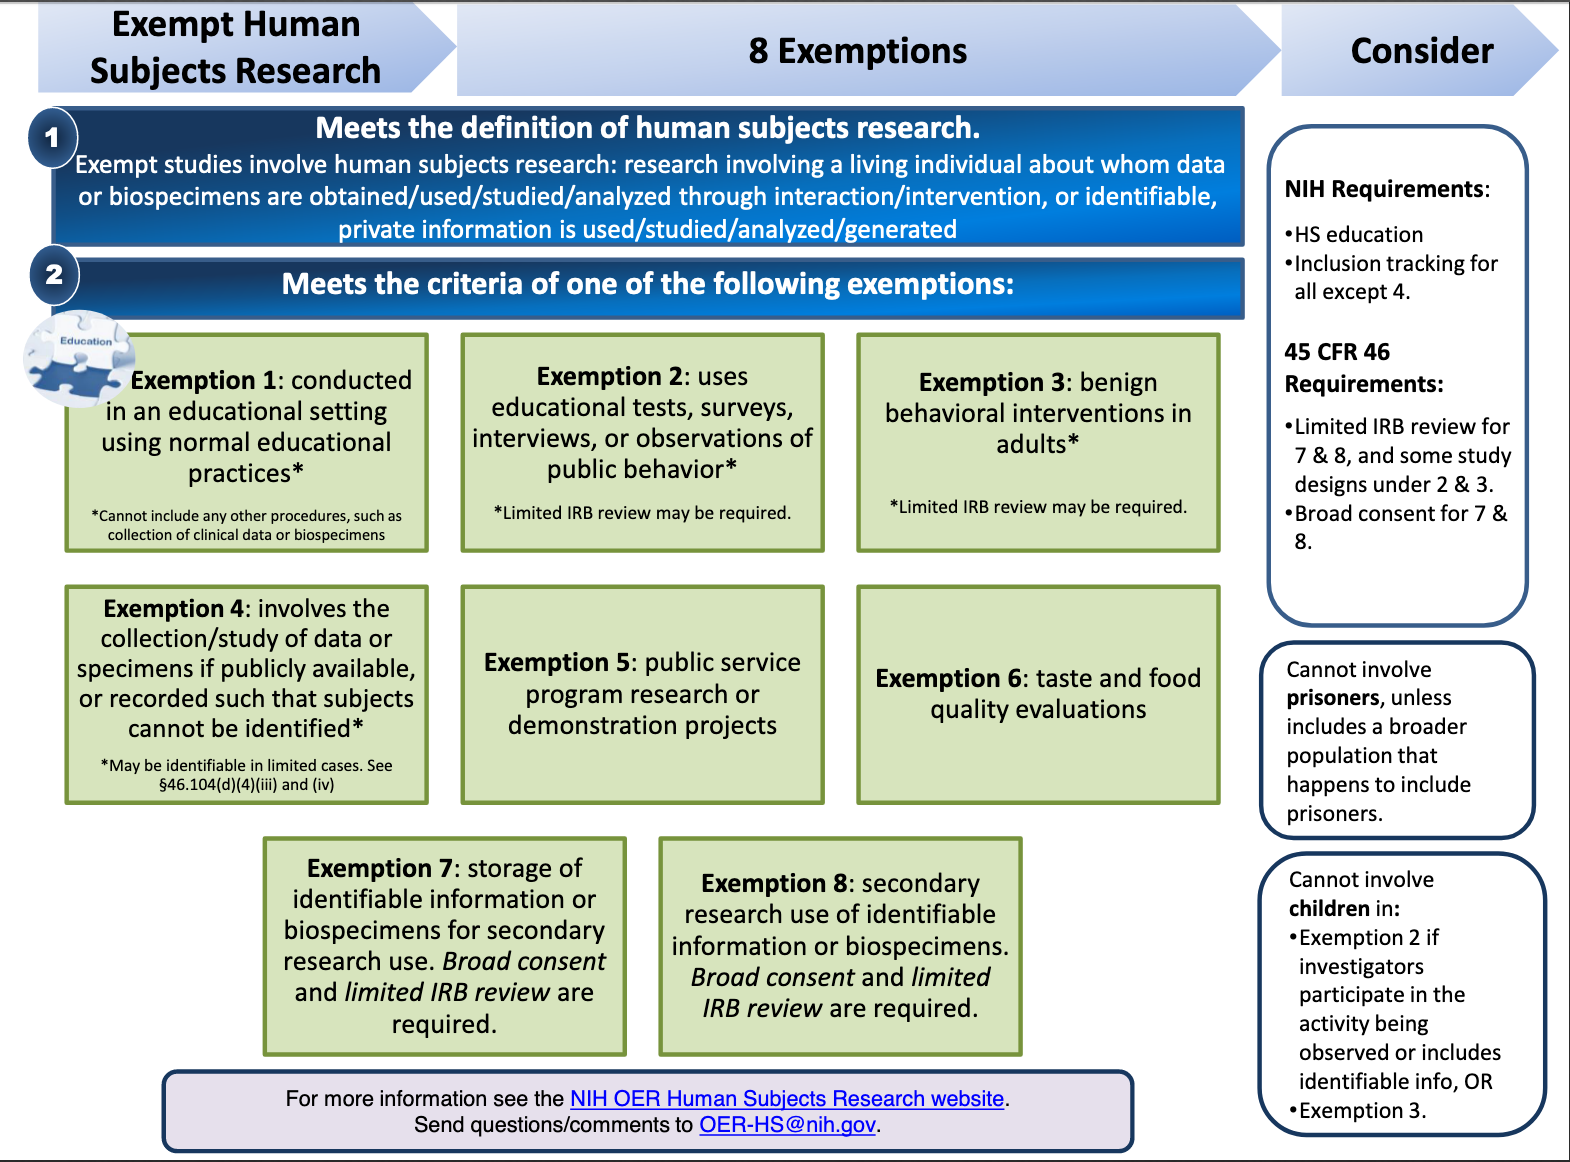 Exempt Human
Subjects Research
8 Exemptions
Consider
1
Meets the definition of human subjects research.
Exempt studies involve human subjects research: research involving a living individual about whom data
or biospecimens are obtained/used/studied/analyzed through interaction/intervention, or identifiable,
private information is used/studied/analyzed/generated
2
Meets the criteria of one of the following exemptions:
Education
Exemption 1: conducted
in an educational setting
using normal educational
practices*
*Cannot include any other procedures, such as
collection of clinical data or biospecimens
Exemption 2: uses
educational tests, surveys,
interviews, or observations of
public behavior*
*Limited IRB review may be required.
Exemption 3: benign
behavioral interventions in
adults*
*Limited IRB review may be required.
Exemption 4: involves the
collection/study of data or
specimens if publicly available,
or recorded such that subjects
cannot be identified*
*May be identifiable in limited cases. See
§46.104(d)(4)(iii) and (iv)
Exemption 5: public service
program research or
demonstration projects
Exemption 6: taste and food
quality evaluations
Exemption 7: storage of
identifiable information or
biospecimens for secondary
research use. Broad consent
and limited IRB review are
required.
Exemption 8: secondary
research use of identifiable
information or biospecimens.
Broad consent and limited
IRB review are required.
For more information see the NIH OER Human Subjects Research website.
Send questions/comments to OER-HS@nih.gov.
NIH Requirements:
•HS education
•Inclusion tracking for
all except 4.
45 CFR 46
Requirements:
•Limited IRB review for
7 & 8, and some study
designs under 2 & 3.
•Broad consent for 7 &
8.
Cannot involve
prisoners, unless
includes a broader
population that
happens to include
prisoners.
Cannot involve
children in:
•Exemption 2 if
investigators
participate in the
activity being
observed or includes
identifiable info, OR
•Exemption 3.